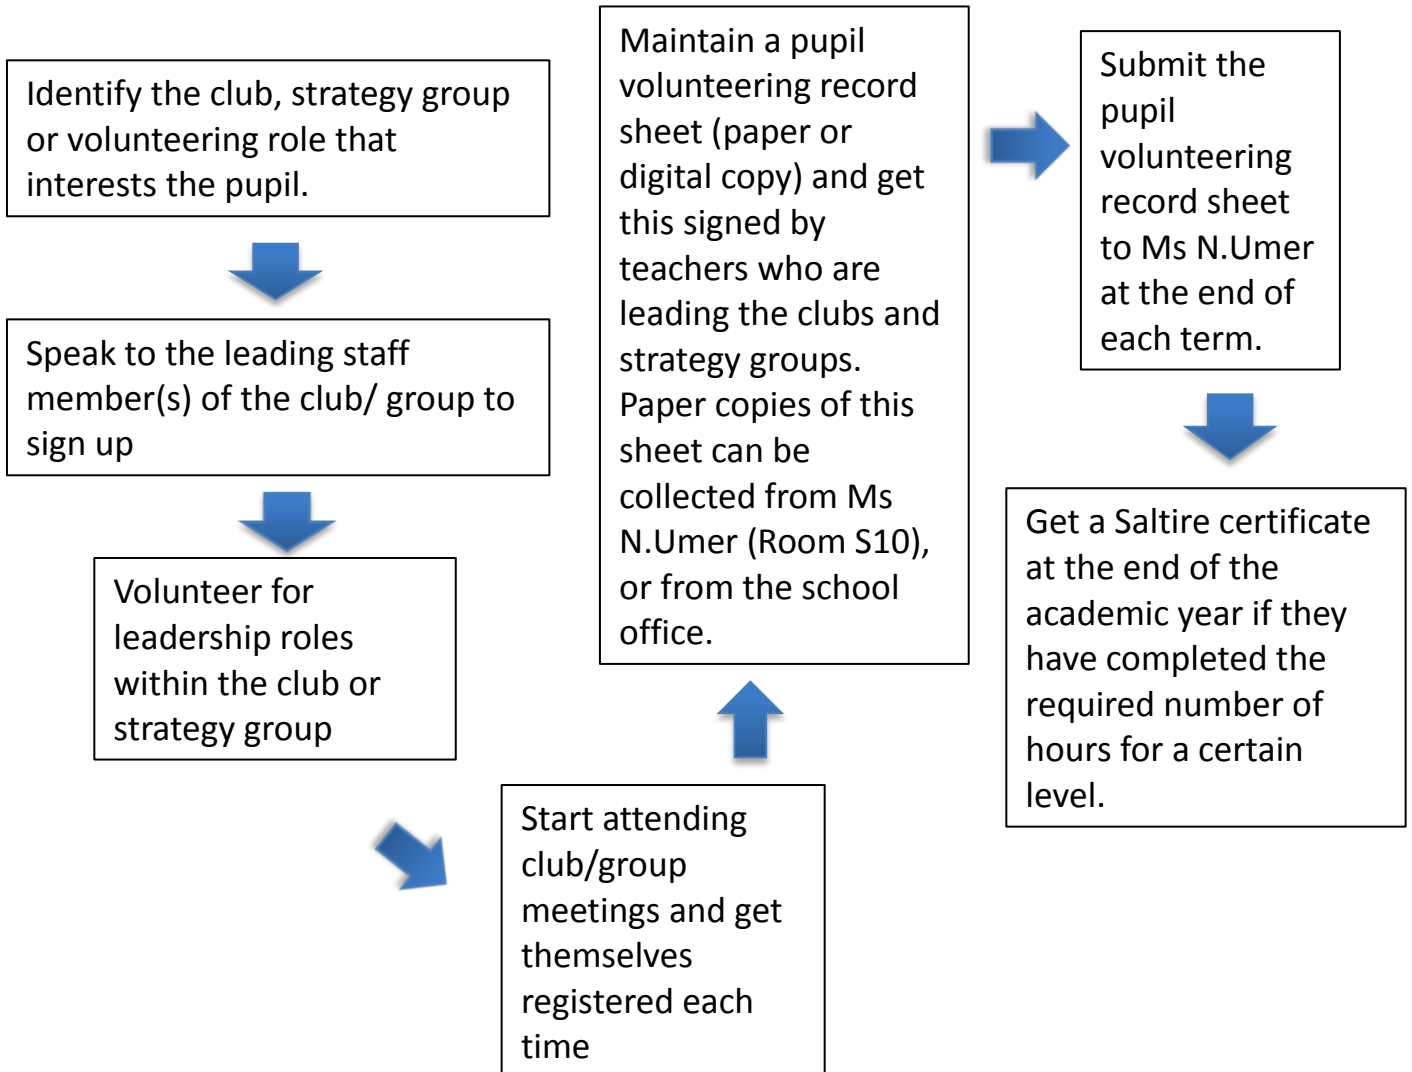 Identify the club, strategy group
or volunteering role that
interests the pupil.
Speak to the leading staff
member(s) of the club/ group to
sign up
Volunteer for
leadership roles
within the club or
strategy group
Start attending
club/group
meetings and get
themselves
registered each
time
Maintain a pupil
volunteering record
sheet (paper or
digital copy) and get
this signed by
teachers who are
leading the clubs and
strategy groups.
Paper copies of this
sheet can be
collected from Ms
N.Umer (Room S10),
or from the school
office.
Submit the
pupil
volunteering
record sheet
to Ms N.Umer
at the end of
each term.
Get a Saltire certificate
at the end of the
academic year if they
have completed the
required number of
hours for a certain
level.